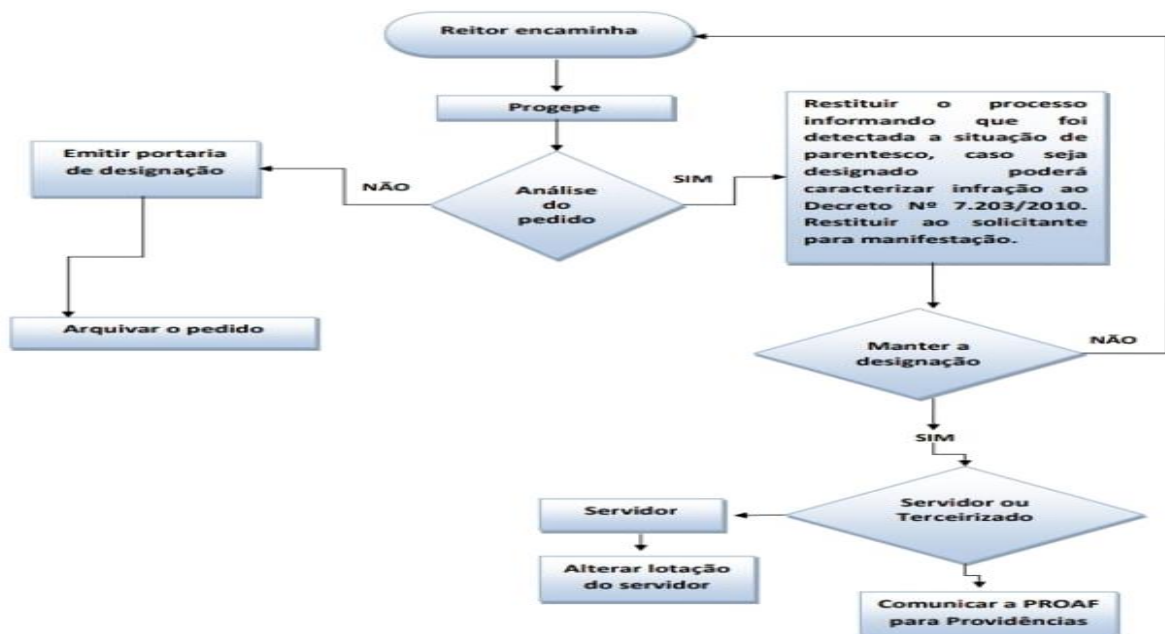 Reitor encaminha
Progepe
Restituir o processo
informando que foi
detectada a situação de
parentesco, caso seja
designado poderá
caracterizar infração ao
Decreto Nº 7.203/2010.
Restituir ao solicitante
para manifestação.
Emitir portaria
de designação
NÃO
Análise
do
pedido
SIM
Arquivar o pedido
Manter a
designação
NÃO
SIM
Servidor ou
Terceirizado
Servidor
Alterar lotação
do servidor
Comunicar a PROAF
para Providências